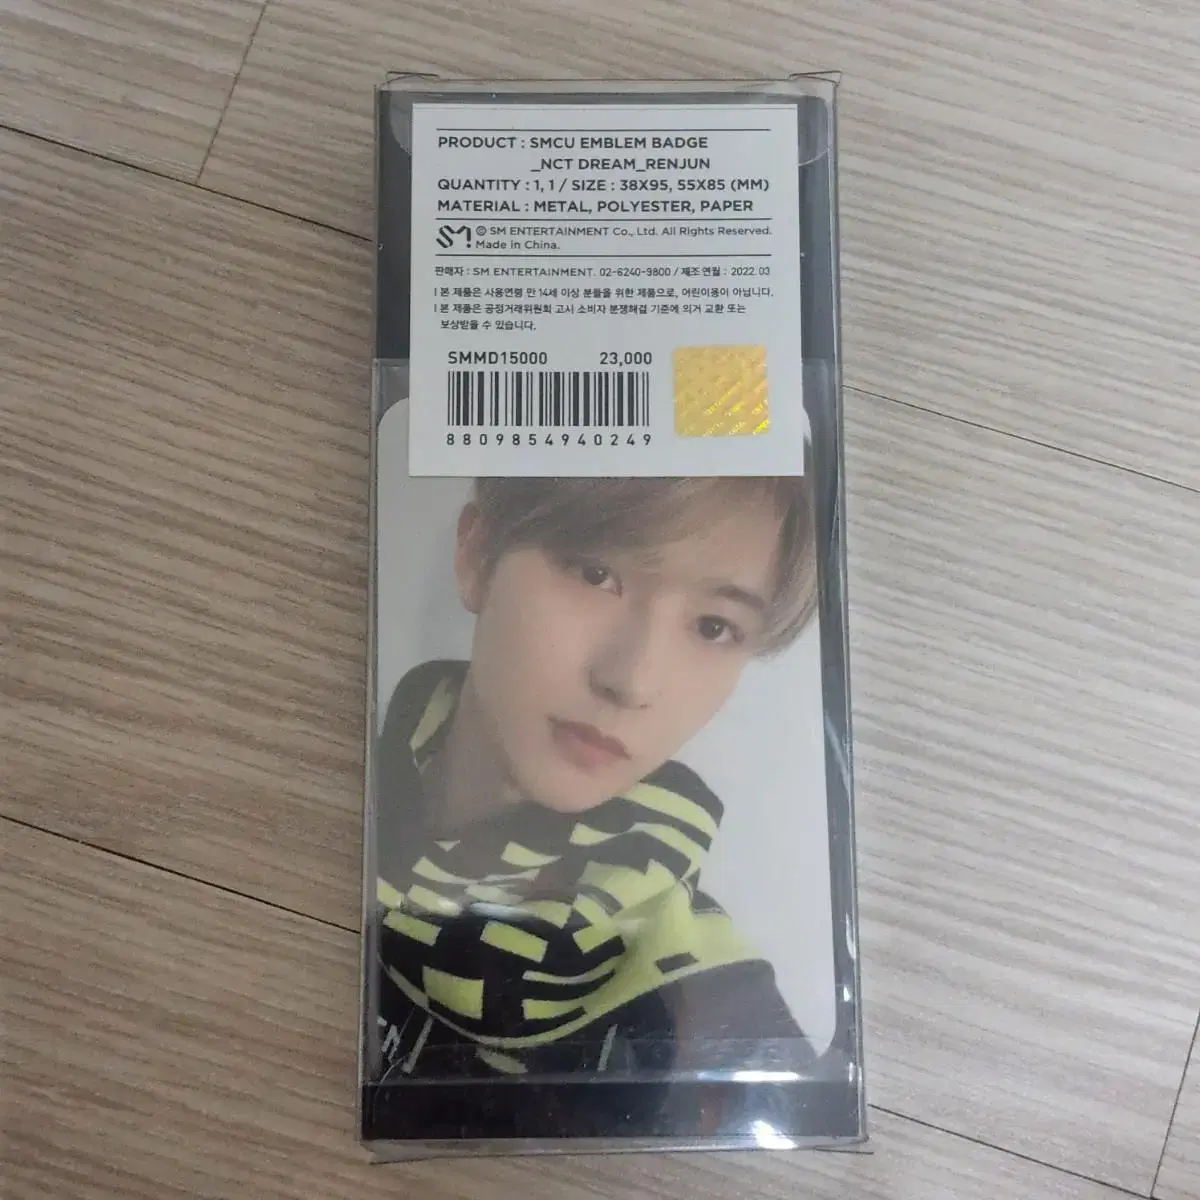 PRODUCT : SMCU EMBLEM BADGE
_NCT DREAM_RENJUN
QUANTITY : 1, 1 / SIZE : 38X95, 55X85 (MM)
MATERIAL : METAL, POLYESTER, PAPER
SM! © SM ENTERTAINMENT Co., Ltd. All Rights Reserved.
Made in China.
판매자 : SM ENTERTAINMENT. 02-6240-9800 / 제조 연월 : 2022.03
본 제품은 사용연령 만 14세 이상 분들을 위한 제품으로, 어린이용이 아닙니다.
본 제품은 공정거래위원회 고시 소비자 분쟁해결 기준에 의거 교환 또는
보상받을 수 있습니다.
SMMD15000 23,000
8809854940249